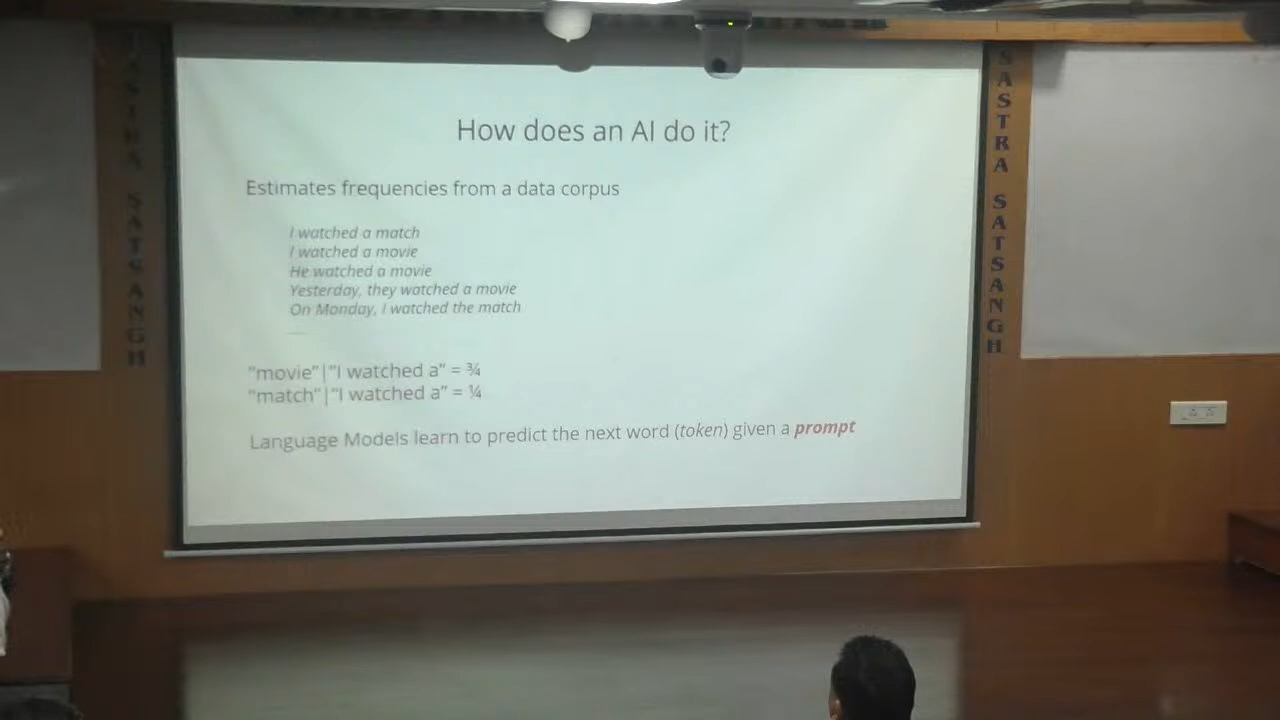 How does an AI do it?
Estimates frequencies from a data corpus
I watched a match
I watched a movie
He watched a movie
Yesterday, they watched a movie
On Monday, I watched the match
....
"movie"|"I watched a" = ¾
"match"|"I watched a" = ¼
Language Models learn to predict the next word (token) given a prompt
SASTRA SATSANGH
SASTRA SATSANGH